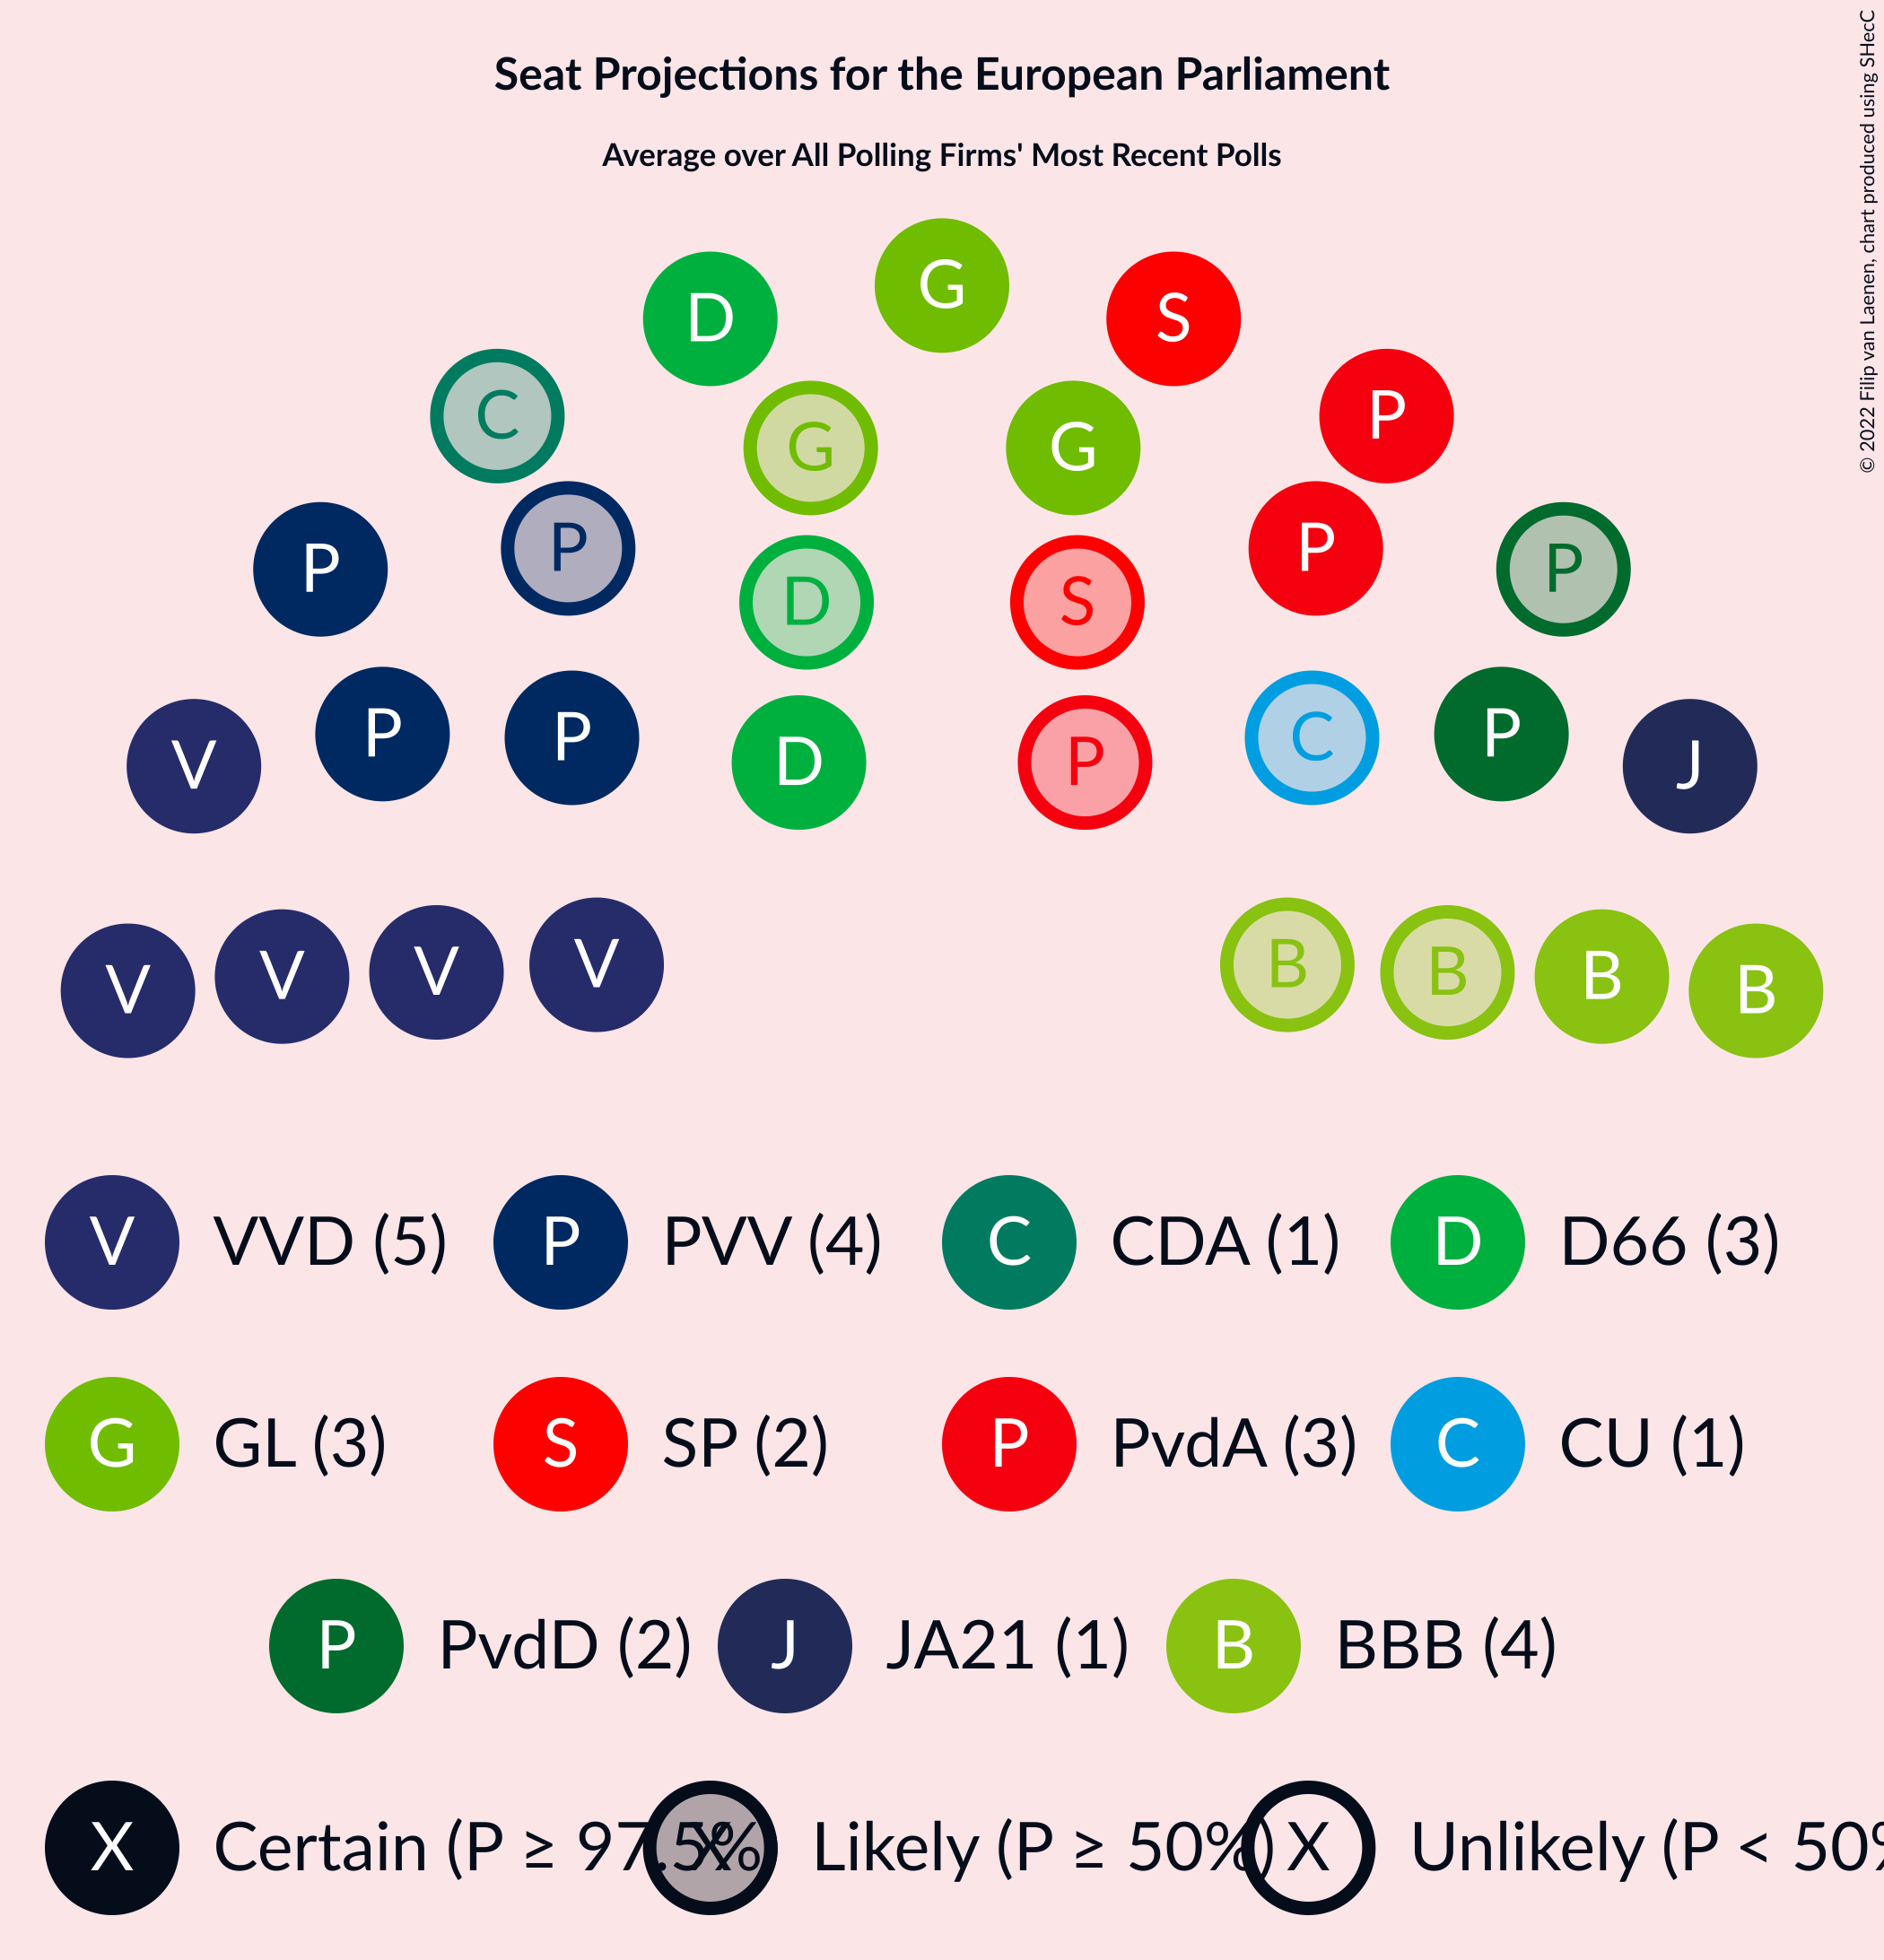 Seat Projections for the European Parliament
Average over All Polling Firms' Most Recent Polls
© 2022 Filip van Laenen, chart produced using SHecC
G
D S
C P
G G
P P
P P
D S
P P
P C
V J
D P
V V V V
B B B B
V VVD (5) P PVV (4) C CDA (1) D D66 (3)
G GL (3) S SP (2) P PvdA (3) C CU (1)
P PvdD (2) J JA21 (1) B BBB (4)
X Certain (P ≥ 97.5% X Likely (P ≥ 50%) X Unlikely (P < 50%